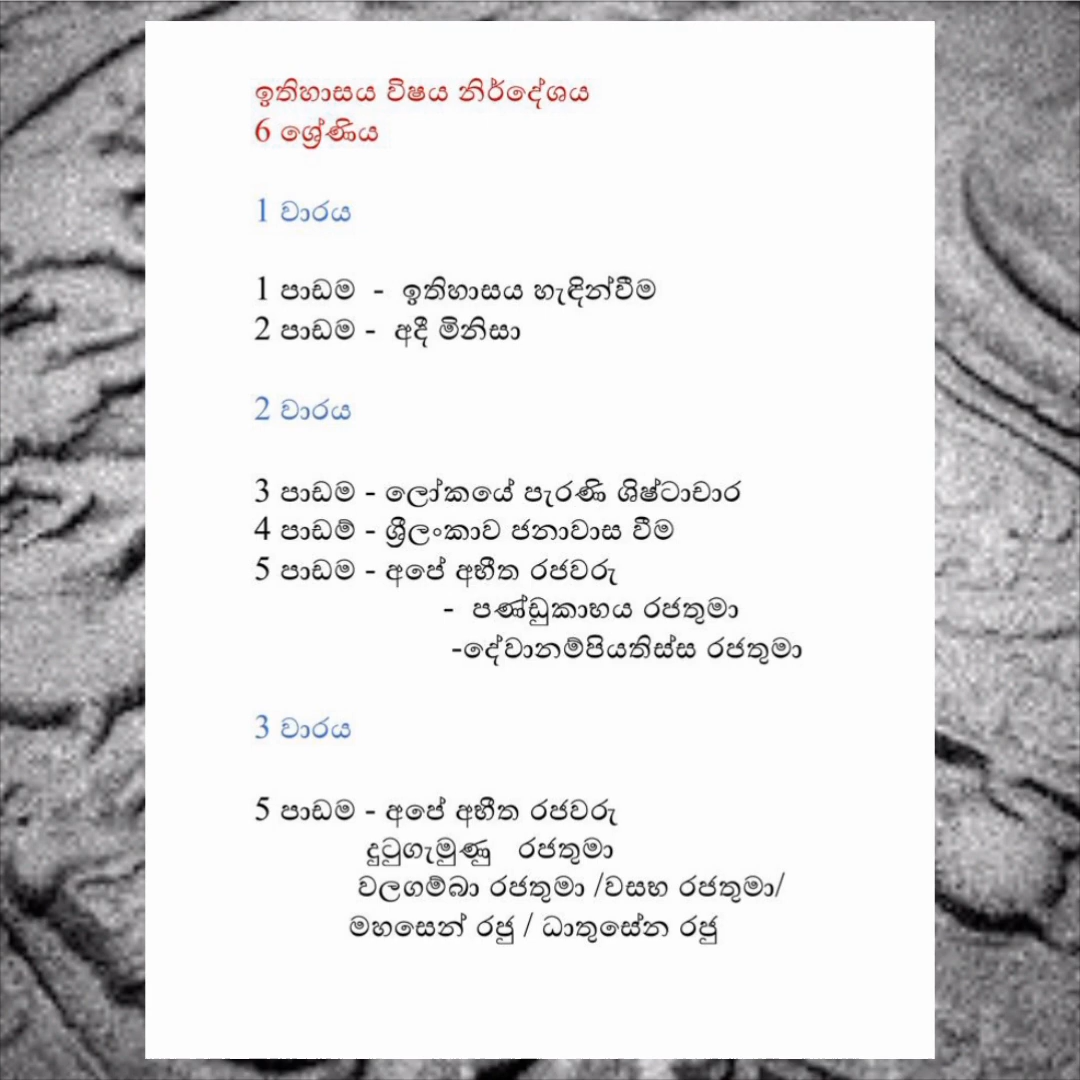 ඉතිහාසය විෂය නිර්දේශය
6 ශ්‍රේණිය
1 වාරය
1 පාඩම - ඉතිහාසය හැඳින්වීම
2 පාඩම - අදී මිනිසා
2 වාරය
3 පාඩම - ලෝකයේ පැරණි ශිෂ්ටාචාර
4 පාඩම් - ශ්‍රීලංකාව ජනාවාස වීම
5 පාඩම - අපේ අභීත රජවරු
- පණ්ඩුකාභය රජතුමා
-දේවානම්පියතිස්ස රජතුමා
3 වාරය
5 පාඩම - අපේ අභීත රජවරු
දුටුගැමුණු රජතුමා
වලගම්බා රජතුමා /වසභ රජතුමා/
මහසෙන් රජු / ධාතුසේන රජු